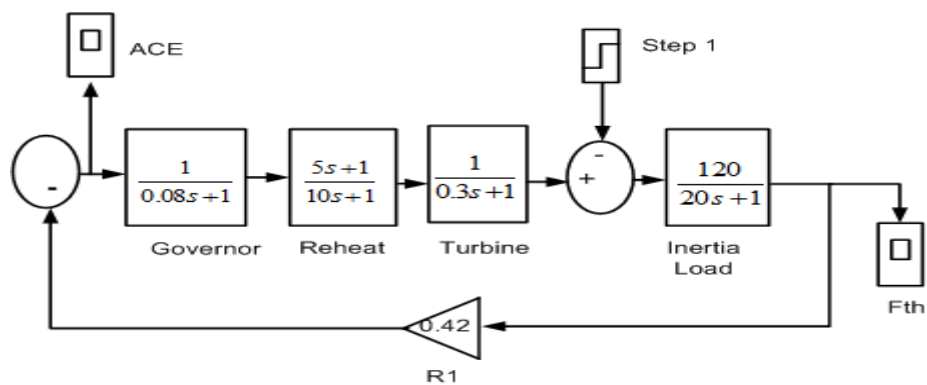 ACE
Step 1
-
-
+
1
0.08s+1
5s+1
10s+1
1
0.3s+1
120
20s+1
Governor
Reheat
Turbine
Inertia
Load
Fth
0.42
R1